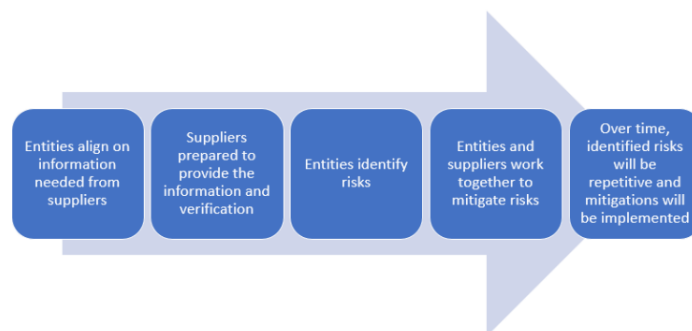 Entities align on
information
needed from
suppliers
Suppliers
prepared to
provide the
information and
verification
Entities identify
risks
Entities and
suppliers work
together to
mitigate risks
Over time,
identified risks
will be
repetitive and
mitigations will
be implemented